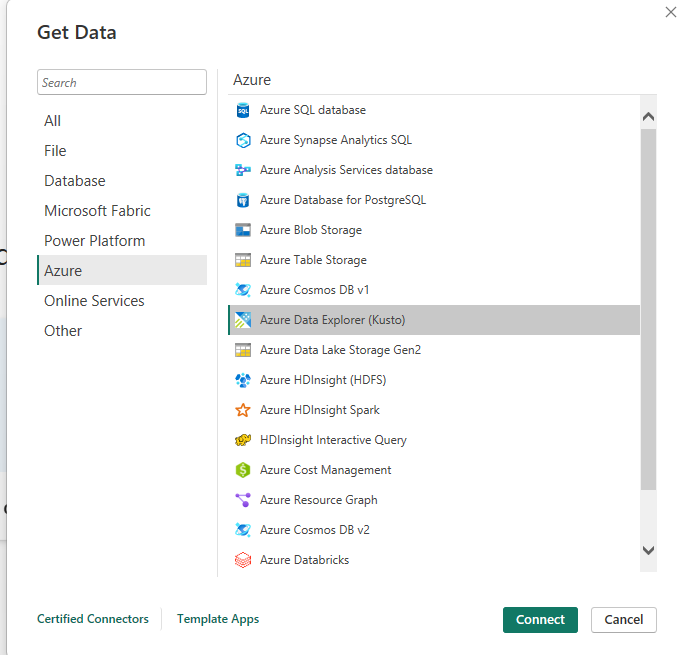 Get Data
Search
All
File
Database
Microsoft Fabric
Power Platform
Azure
Online Services
Other
Azure
Azure SQL database
Azure Synapse Analytics SQL
Azure Analysis Services database
Azure Database for PostgreSQL
Azure Blob Storage
Azure Table Storage
Azure Cosmos DB v1
Azure Data Explorer (Kusto)
Azure Data Lake Storage Gen2
Azure HDInsight (HDFS)
Azure HDInsight Spark
HDInsight Interactive Query
Azure Cost Management
Azure Resource Graph
Azure Cosmos DB v2
Azure Databricks
Certified Connectors
Template Apps
Connect
Cancel